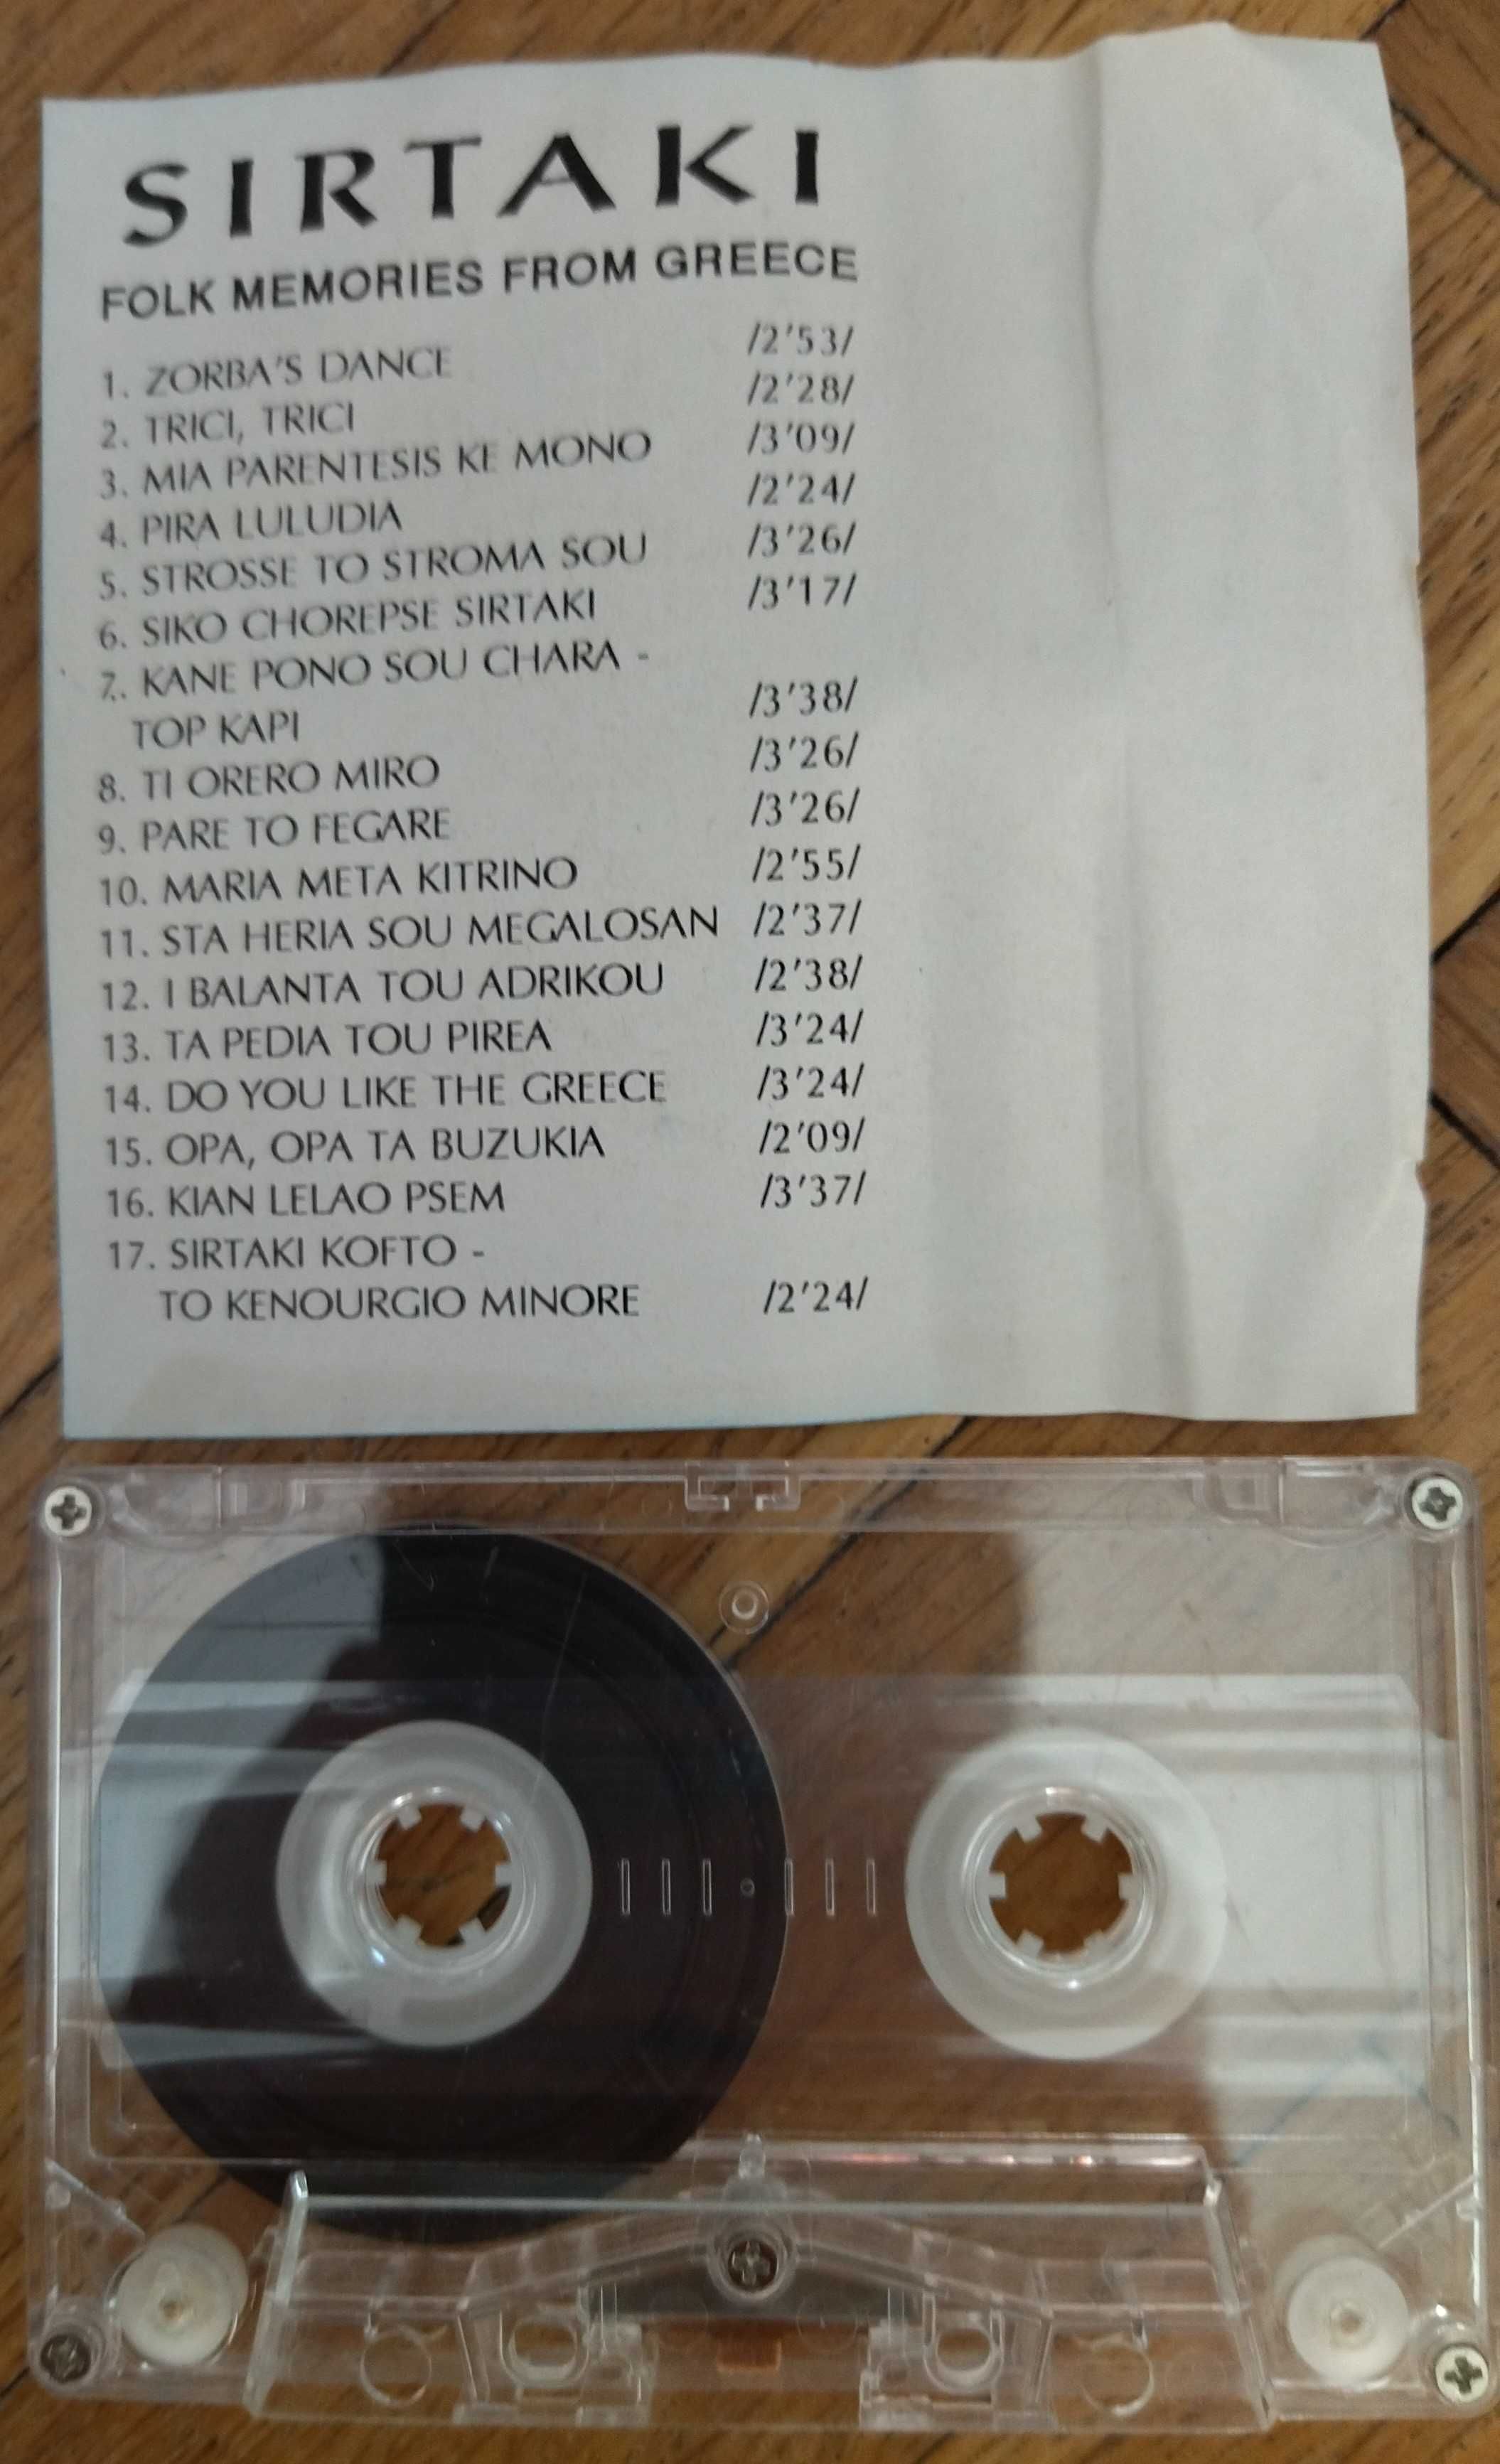 SIRTAKI
FOLK MEMORIES FROM GREECE
1. ZORBA'S DANCE /2'53/
2. TRICI, TRICI /2'28/
3. MIA PARENTESIS KE MONO /3'09/
4. PIRA LULUDIA /2'24/
5. STROSSE TO STROMA SOU /3'26/
6. SIKO CHOREPSE SIRTAKI /3'17/
7. KANE PONO SOU CHARA -
TOP KAPI /3'38/
8. TI ORERO MIRO /3'26/
9. PARE TO FEGARE /3'26/
10. MARIA META KITRINO /2'55/
11. STA HERIA SOU MEGALOSAN /2'37/
12. I BALANTA TOU ADRIKOU /2'38/
13. TA PEDIA TOU PIREA /3'24/
14. DO YOU LIKE THE GREECE /3'24/
15. OPA, OPA TA BUZUKIA /2'09/
16. KIAN LELAO PSEM /3'37/
17. SIRTAKI KOFTO -
TO KENOURGIO MINORE /2'24/